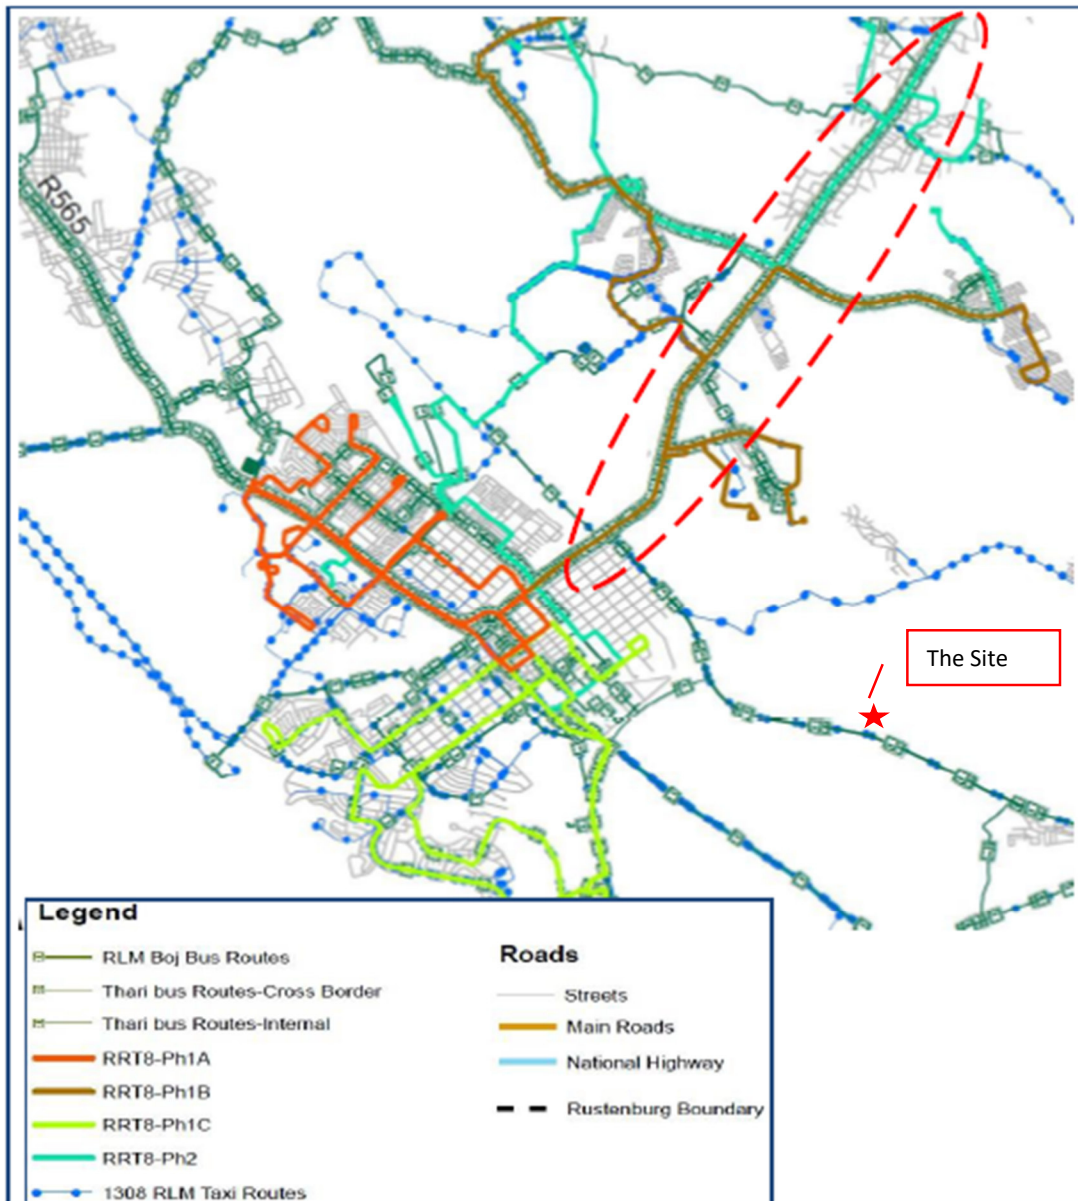 R565
The Site
Legend
RLM Boj Bus Routes
Thari bus Routes-Cross Border
Thari bus Routes-Internal
RRT8-Ph1A
RRT8-Ph1B
RRT8-Ph1C
RRT8-Ph2
1308 RLM Taxi Routes
Roads
Streets
Main Roads
National Highway
Rustenburg Boundary